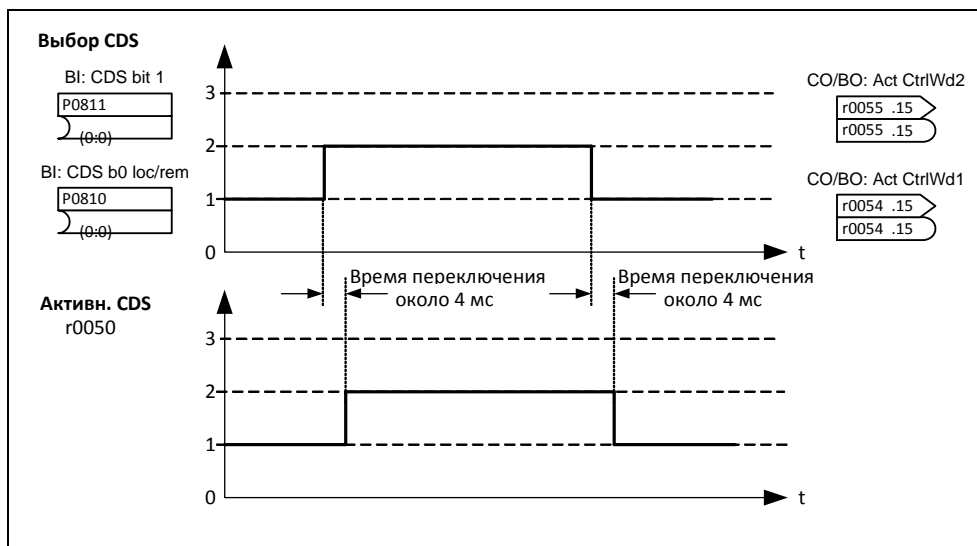 Выбор CDS
BI: CDS bit 1
P0811
(0:0)
BI: CDS b0 loc/rem
P0810
(0:0)
3
2
1
0
t
CO/BO: Act CtrlWd2
r0055 .15
r0055 .15
CO/BO: Act CtrlWd1
r0054 .15
r0054 .15
Время переключения
около 4 мс
Время переключения
около 4 мс
Активн. CDS
r0050
3
2
1
0
t